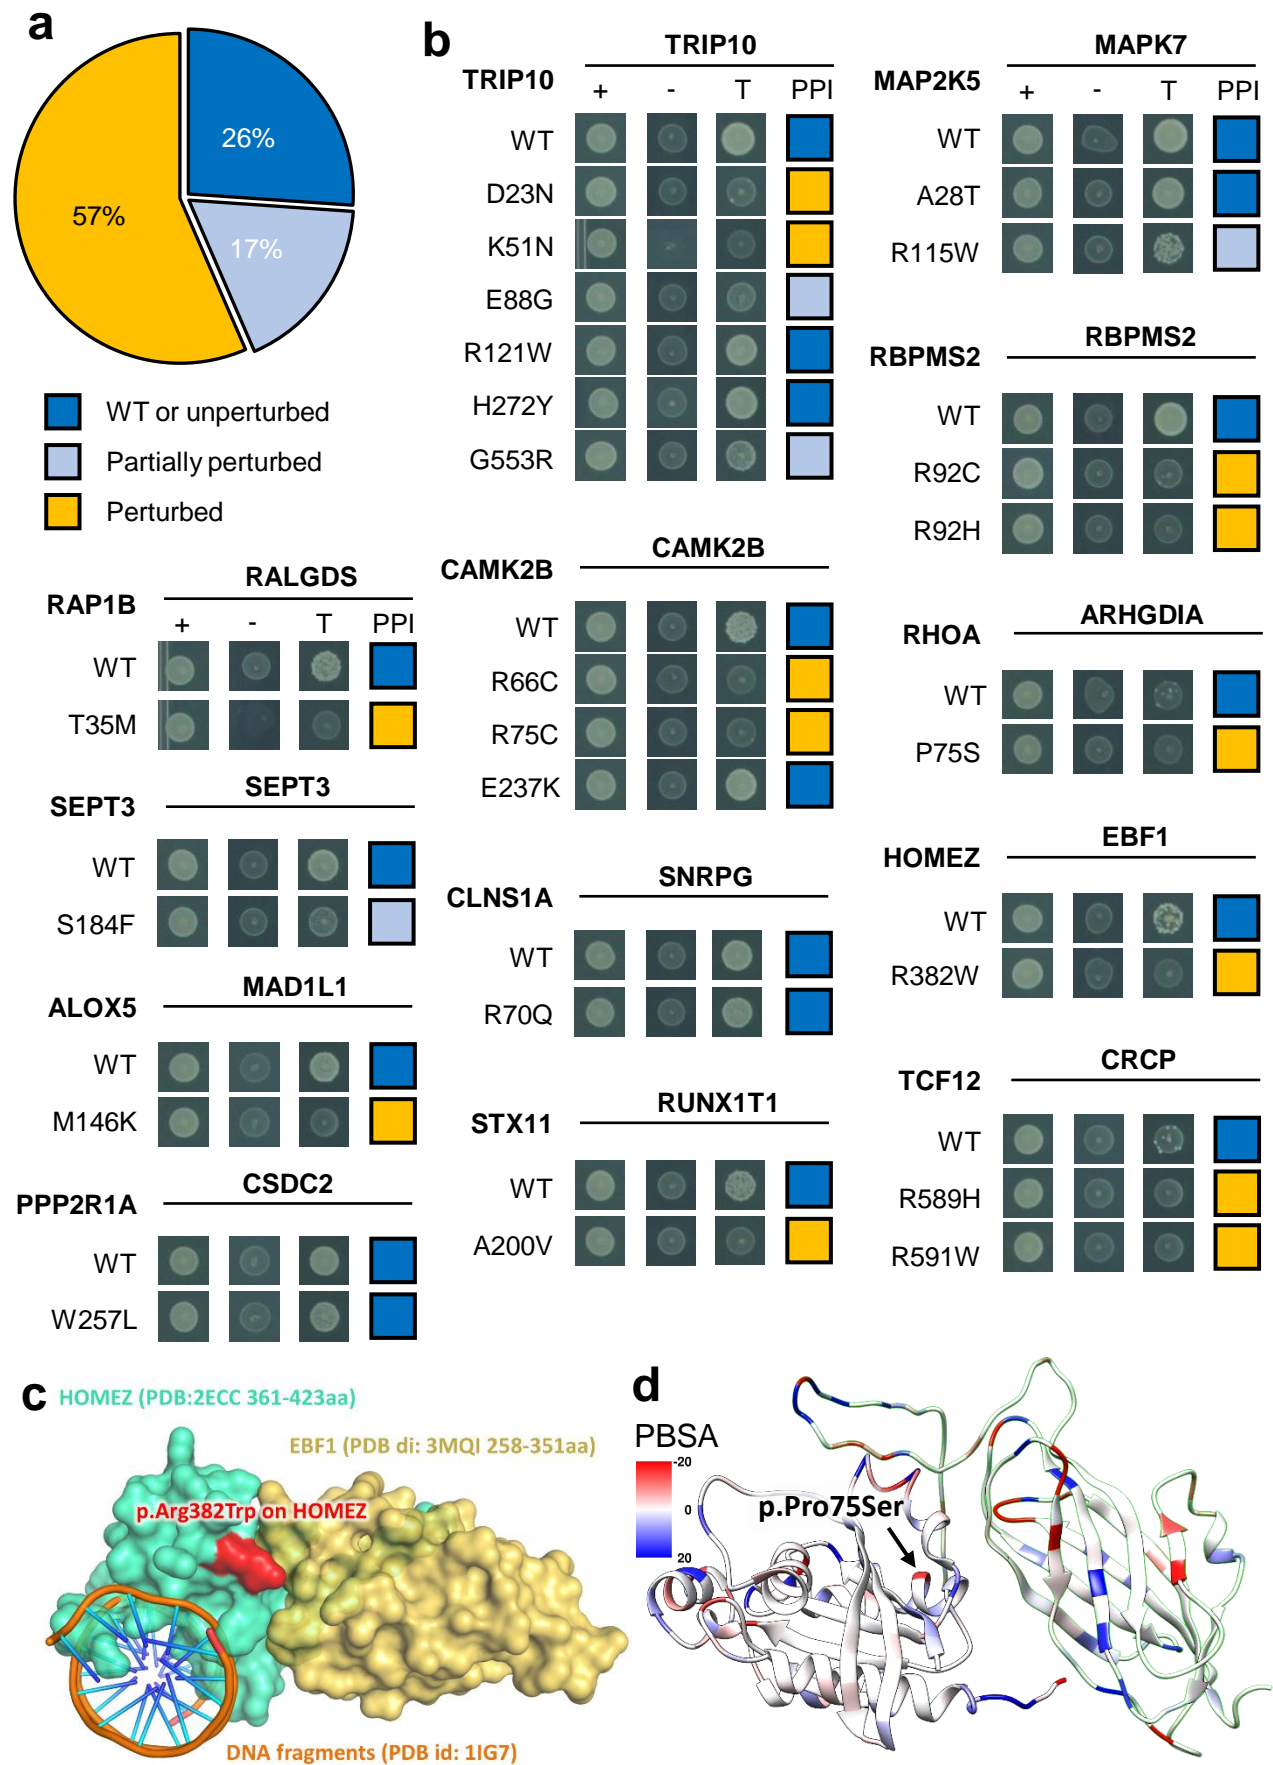 a
26%
57%
17%
WT or unperturbed
Partially perturbed
Perturbed
RALGDS
RAP1B
+ - T PPI
WT
T35M
SEPT3
SEPT3
WT
S184F
MAD1L1
ALOX5
WT
M146K
CSDC2
PPP2R1A
WT
W257L
b
TRIP10
TRIP10
+ - T PPI
WT
D23N
K51N
E88G
R121W
H272Y
G553R
CAMK2B
CAMK2B
WT
R66C
R75C
E237K
SNRPG
CLNS1A
WT
R70Q
RUNX1T1
STX11
WT
A200V
MAPK7
MAP2K5
+ - T PPI
WT
A28T
R115W
RBPMS2
RBPMS2
WT
R92C
R92H
ARHGDIA
RHOA
WT
P75S
EBF1
HOMEZ
WT
R382W
CRCP
TCF12
WT
R589H
R591W
c
HOMEZ (PDB:2ECC 361-423aa)
EBF1 (PDB di: 3MQI 258-351aa)
p.Arg382Trp on HOMEZ
DNA fragments (PDB id: 1IG7)
d
PBSA
-20
0
20
p.Pro75Ser